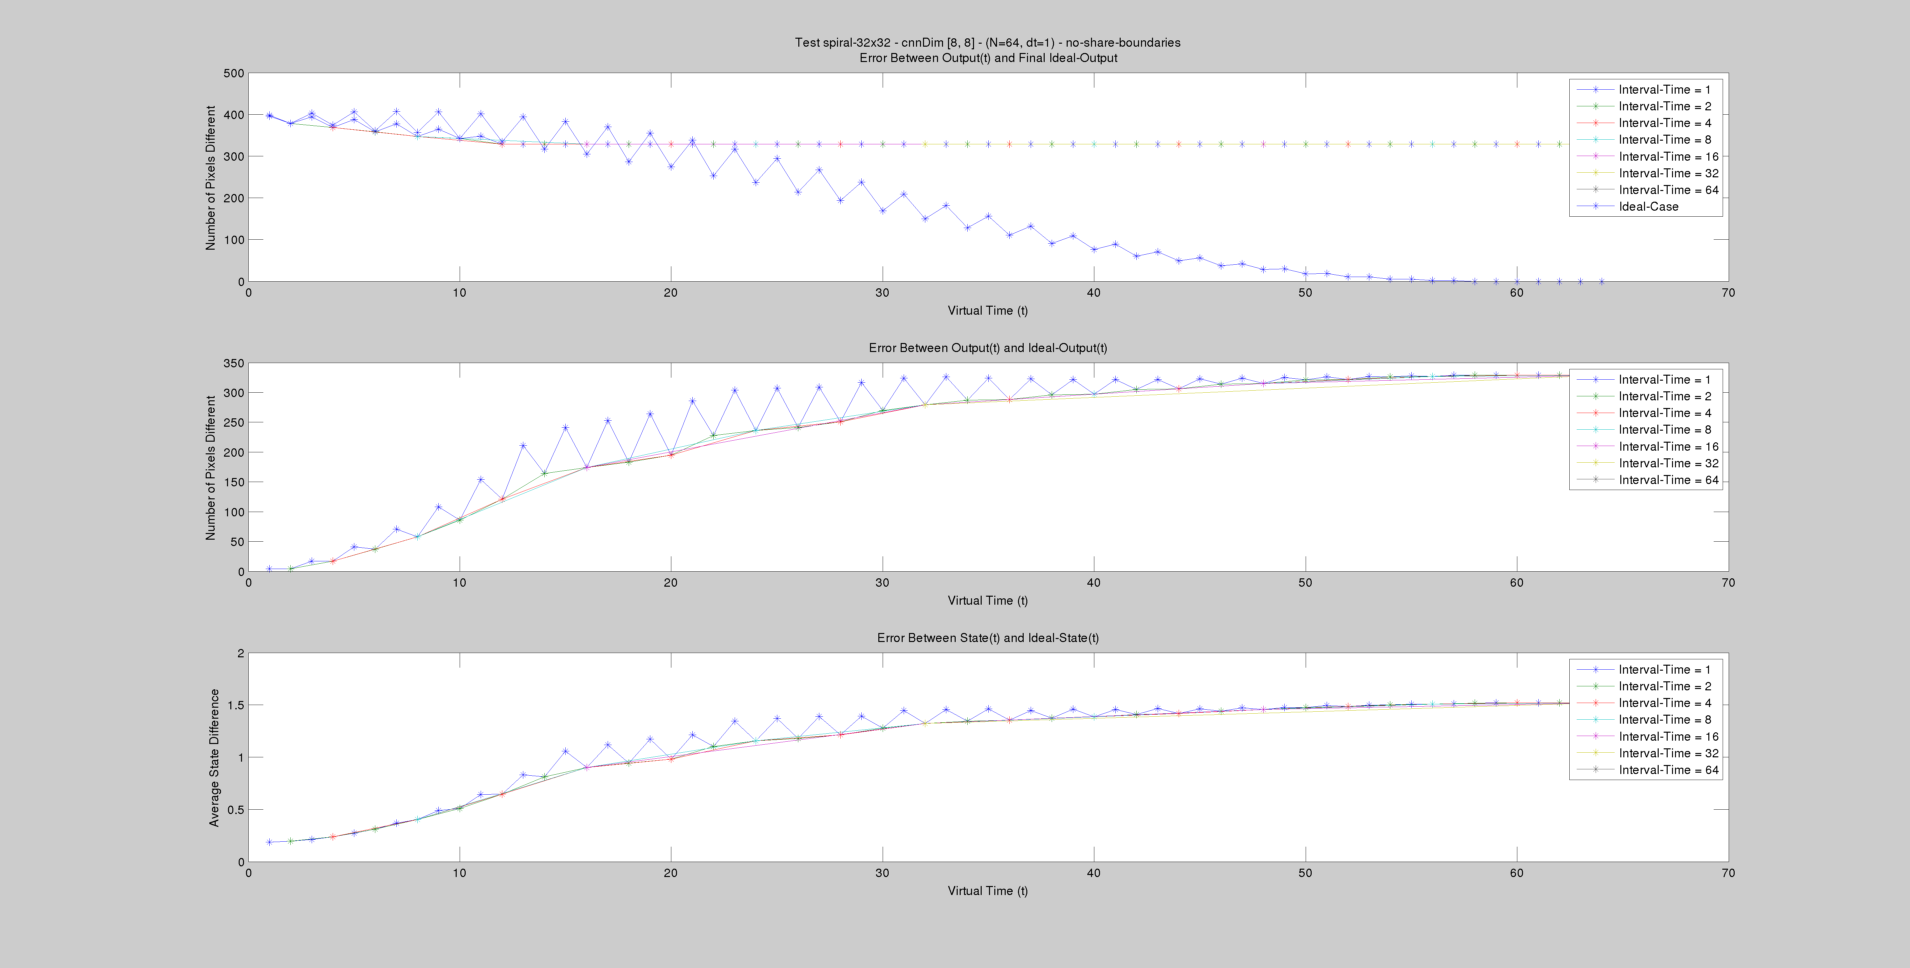 Test spiral-32x32 - cnnDim [8, 8] - (N=64, dt=1) - no-share-boundaries
Error Between Output(t) and Final Ideal-Output
Number of Pixels Different
500
400
300
200
100
0
0 10 20 30 40 50 60 70
Virtual Time (t)
Interval-Time = 1
Interval-Time = 2
Interval-Time = 4
Interval-Time = 8
Interval-Time = 16
Interval-Time = 32
Interval-Time = 64
Ideal-Case
Error Between Output(t) and Ideal-Output(t)
Number of Pixels Different
350
300
250
200
150
100
50
0
0 10 20 30 40 50 60 70
Virtual Time (t)
Interval-Time = 1
Interval-Time = 2
Interval-Time = 4
Interval-Time = 8
Interval-Time = 16
Interval-Time = 32
Interval-Time = 64
Error Between State(t) and Ideal-State(t)
Average State Difference
2
1.5
1
0.5
0
0 10 20 30 40 50 60 70
Virtual Time (t)
Interval-Time = 1
Interval-Time = 2
Interval-Time = 4
Interval-Time = 8
Interval-Time = 16
Interval-Time = 32
Interval-Time = 64